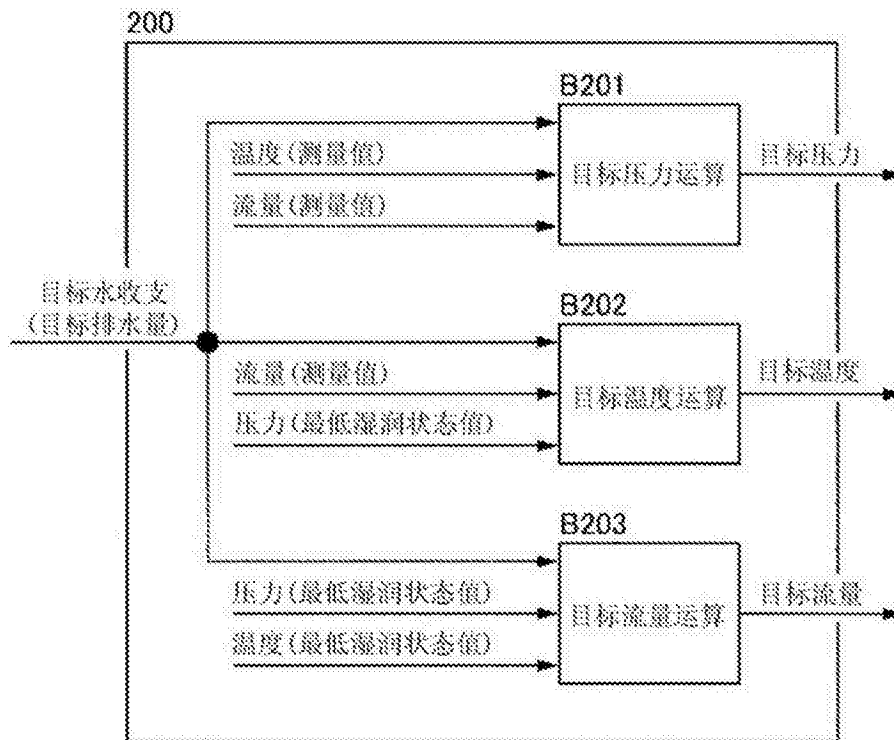 200
B201
温度(测量值)
流量(测量值)
目标压力运算
目标压力
目标水收支
(目标排水量)
B202
流量(测量值)
压力(最低湿润状态值)
目标温度运算
目标温度
B203
压力(最低湿润状态值)
温度(最低湿润状态值)
目标流量运算
目标流量